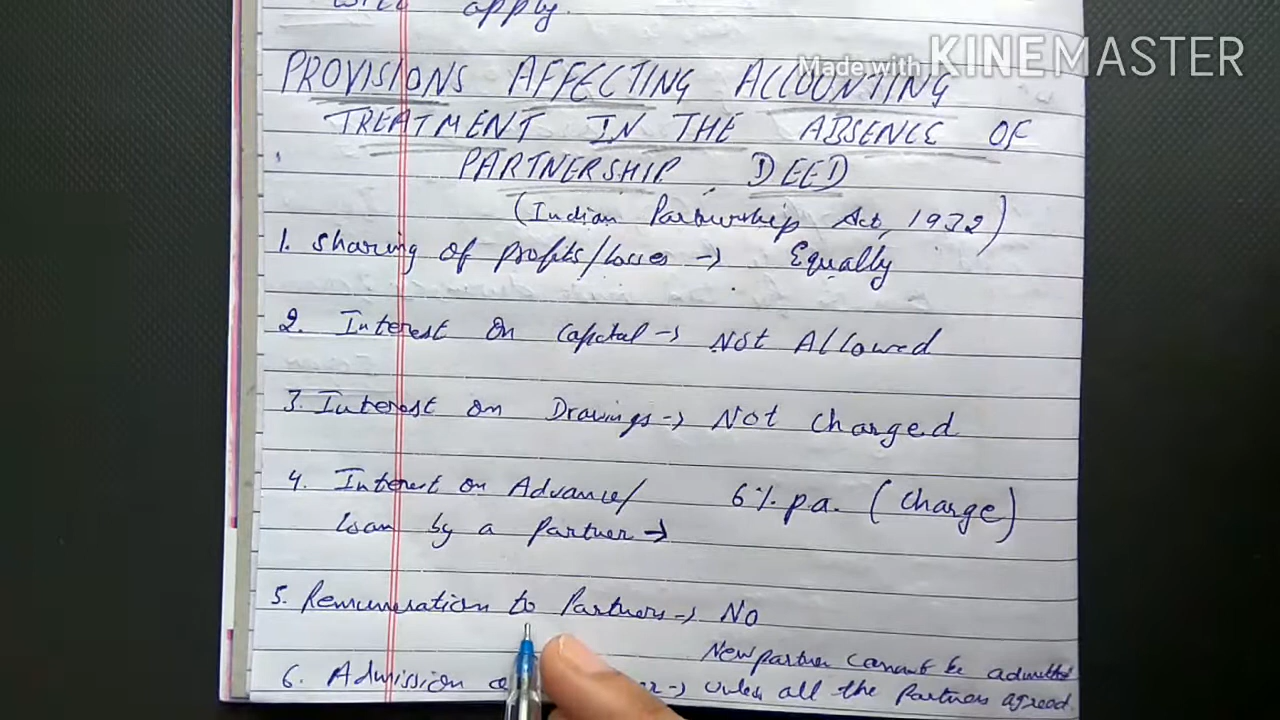 will apply.
Made with KINEMASTER
PROVISIONS AFFECTING ACCOUNTING
TREATMENT IN THE ABSENCE OF
PARTNERSHIP DEED
(Indian Partnership Act, 1932)
1. Sharing of Profits/Losses → Equally
2. Interest on Capital → Not Allowed
3. Interest on Drawings → Not Charged
4. Interest on Advance/ 6% p.a. (Charge)
Loan by a Partner →
5. Remuneration to Partners → No
New partner cannot be admitted
6. Admission → unless all the Partners agreed.